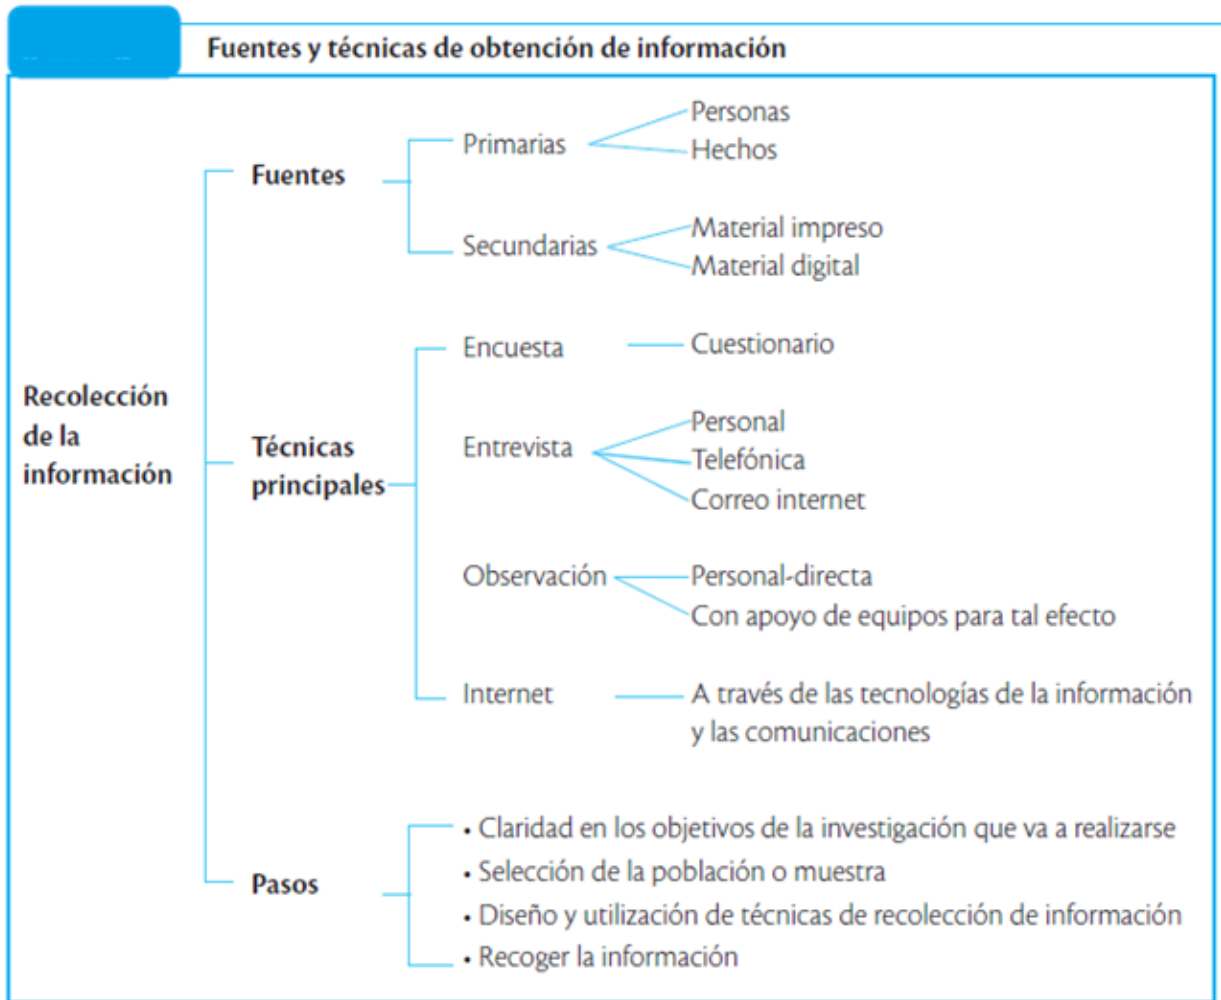 Fuentes y técnicas de obtención de información
Recolección
de la
información
Fuentes
Primarias
Personas
Hechos
Secundarias
Material impreso
Material digital
Técnicas
principales
Encuesta
Cuestionario
Entrevista
Personal
Telefónica
Correo internet
Observación
Personal-directa
Con apoyo de equipos para tal efecto
Internet
A través de las tecnologías de la información
y las comunicaciones
Pasos
• Claridad en los objetivos de la investigación que va a realizarse
• Selección de la población o muestra
• Diseño y utilización de técnicas de recolección de información
• Recoger la información